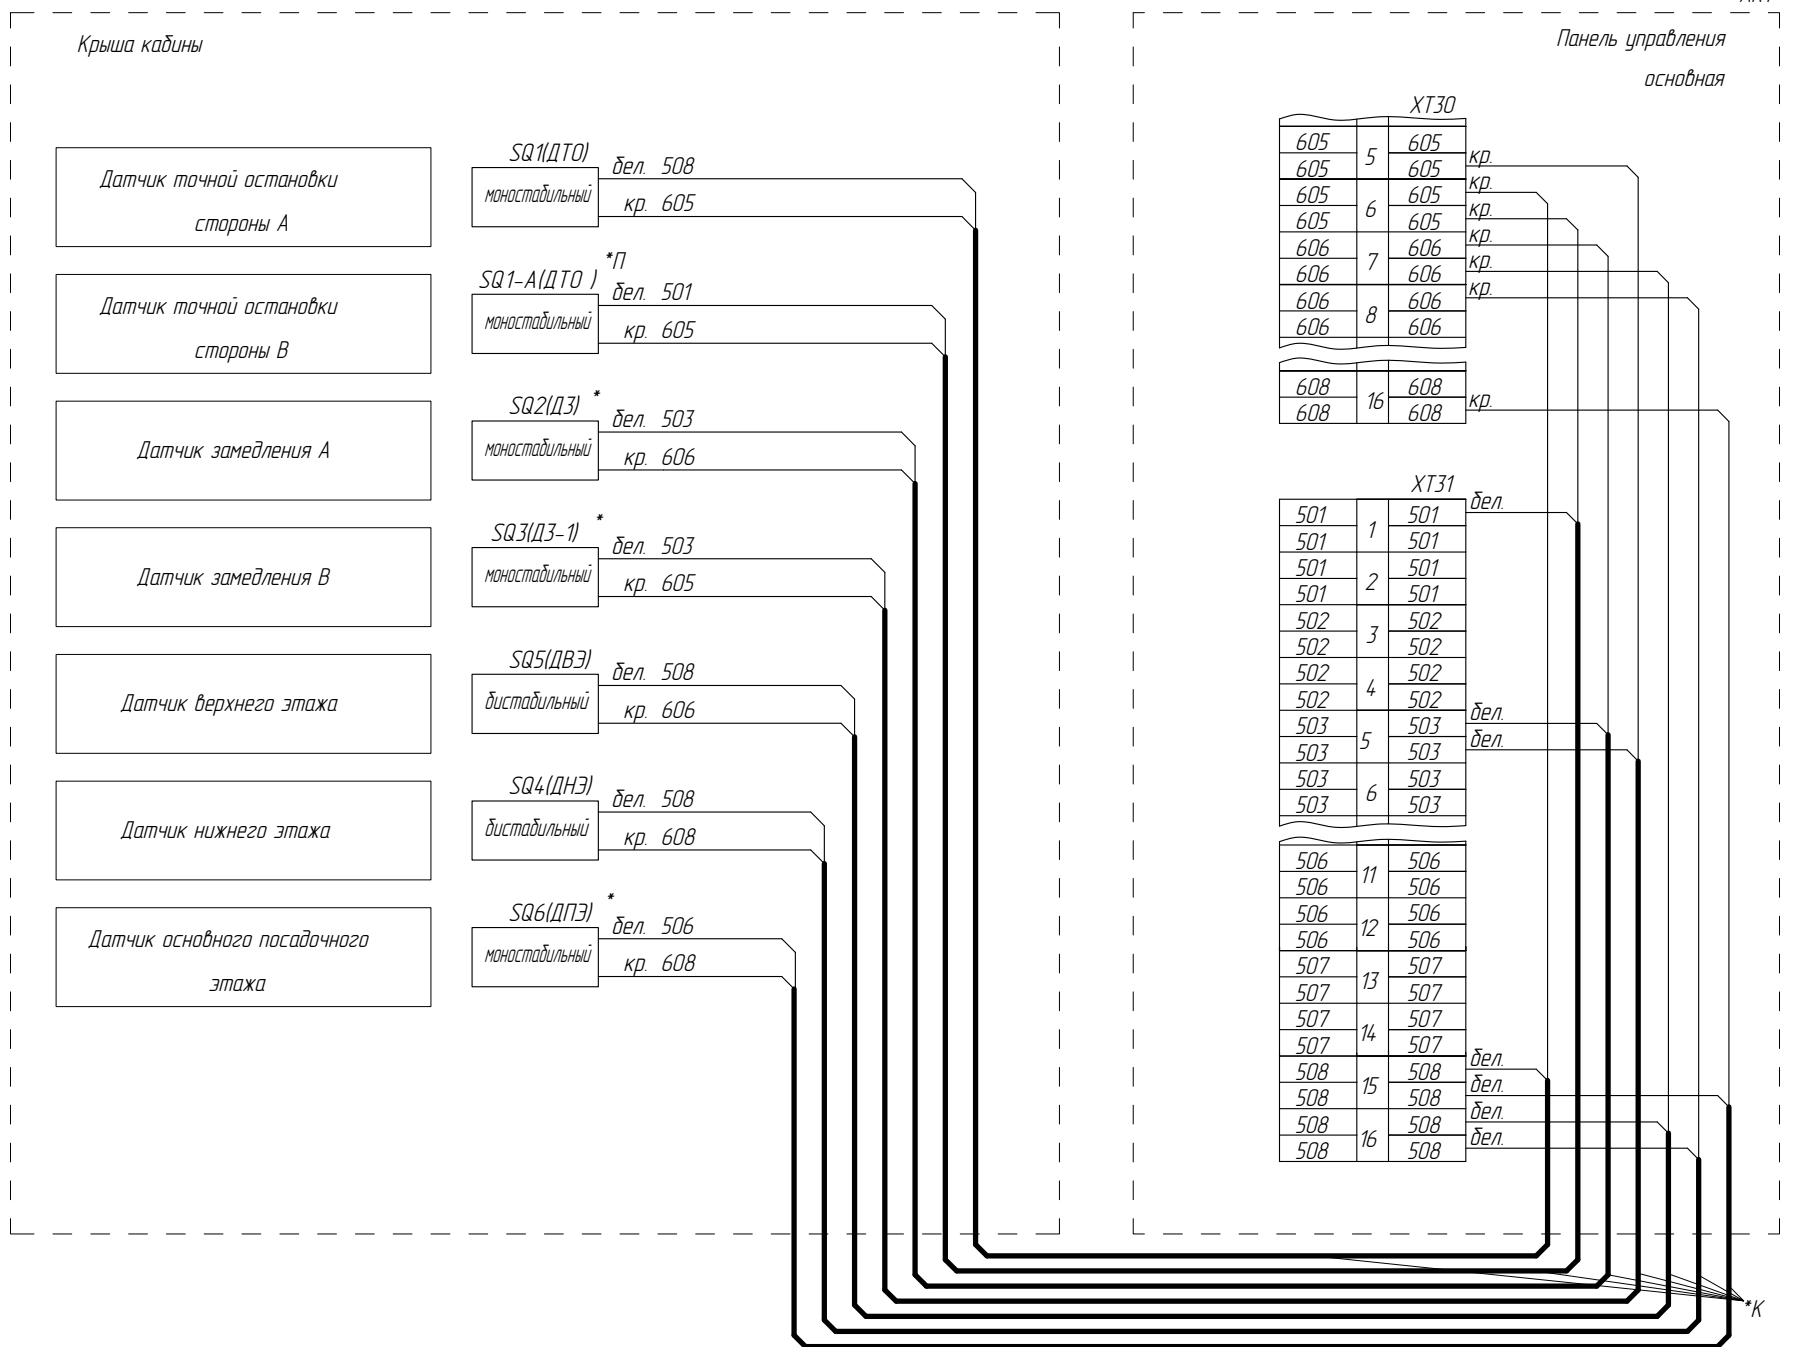 Крыша кабины
Датчик точной остановки
стороны А
SQ1(ДТО)
моностабильный
бел. 508
кр. 605
Датчик точной остановки
стороны В
*П
SQ1-А(ДТО )
моностабильный
бел. 501
кр. 605
Датчик замедления А
SQ2(ДЗ) *
моностабильный
бел. 503
кр. 606
Датчик замедления В
SQ3(ДЗ-1) *
моностабильный
бел. 503
кр. 605
Датчик верхнего этажа
SQ5(ДВЭ)
бистабильный
бел. 508
кр. 606
Датчик нижнего этажа
SQ4(ДНЭ)
бистабильный
бел. 508
кр. 608
Датчик основного посадочного
этажа
SQ6(ДПЭ) *
моностабильный
бел. 506
кр. 608
Панель управления
основная
XT30
605 5 605
605 605 кр.
605 6 605 кр.
605 605 кр.
606 7 606 кр.
606 606 кр.
606 8 606 кр.
606 606
608 16 608
608 608 кр.
XT31
501 1 501 бел.
501 501
501 2 501
501 501
502 3 502
502 502
502 4 502
502 502
503 5 503 бел.
503 503 бел.
503 6 503
503 503
506 11 506
506 506
506 12 506
506 506
507 13 507
507 507
507 14 507
507 507
508 15 508 бел.
508 508 бел.
508 16 508 бел.
508 508 бел.
*К